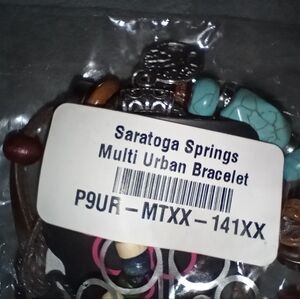 Saratoga Springs
Multi Urban Bracelet
P9UR-MTXX-141XX